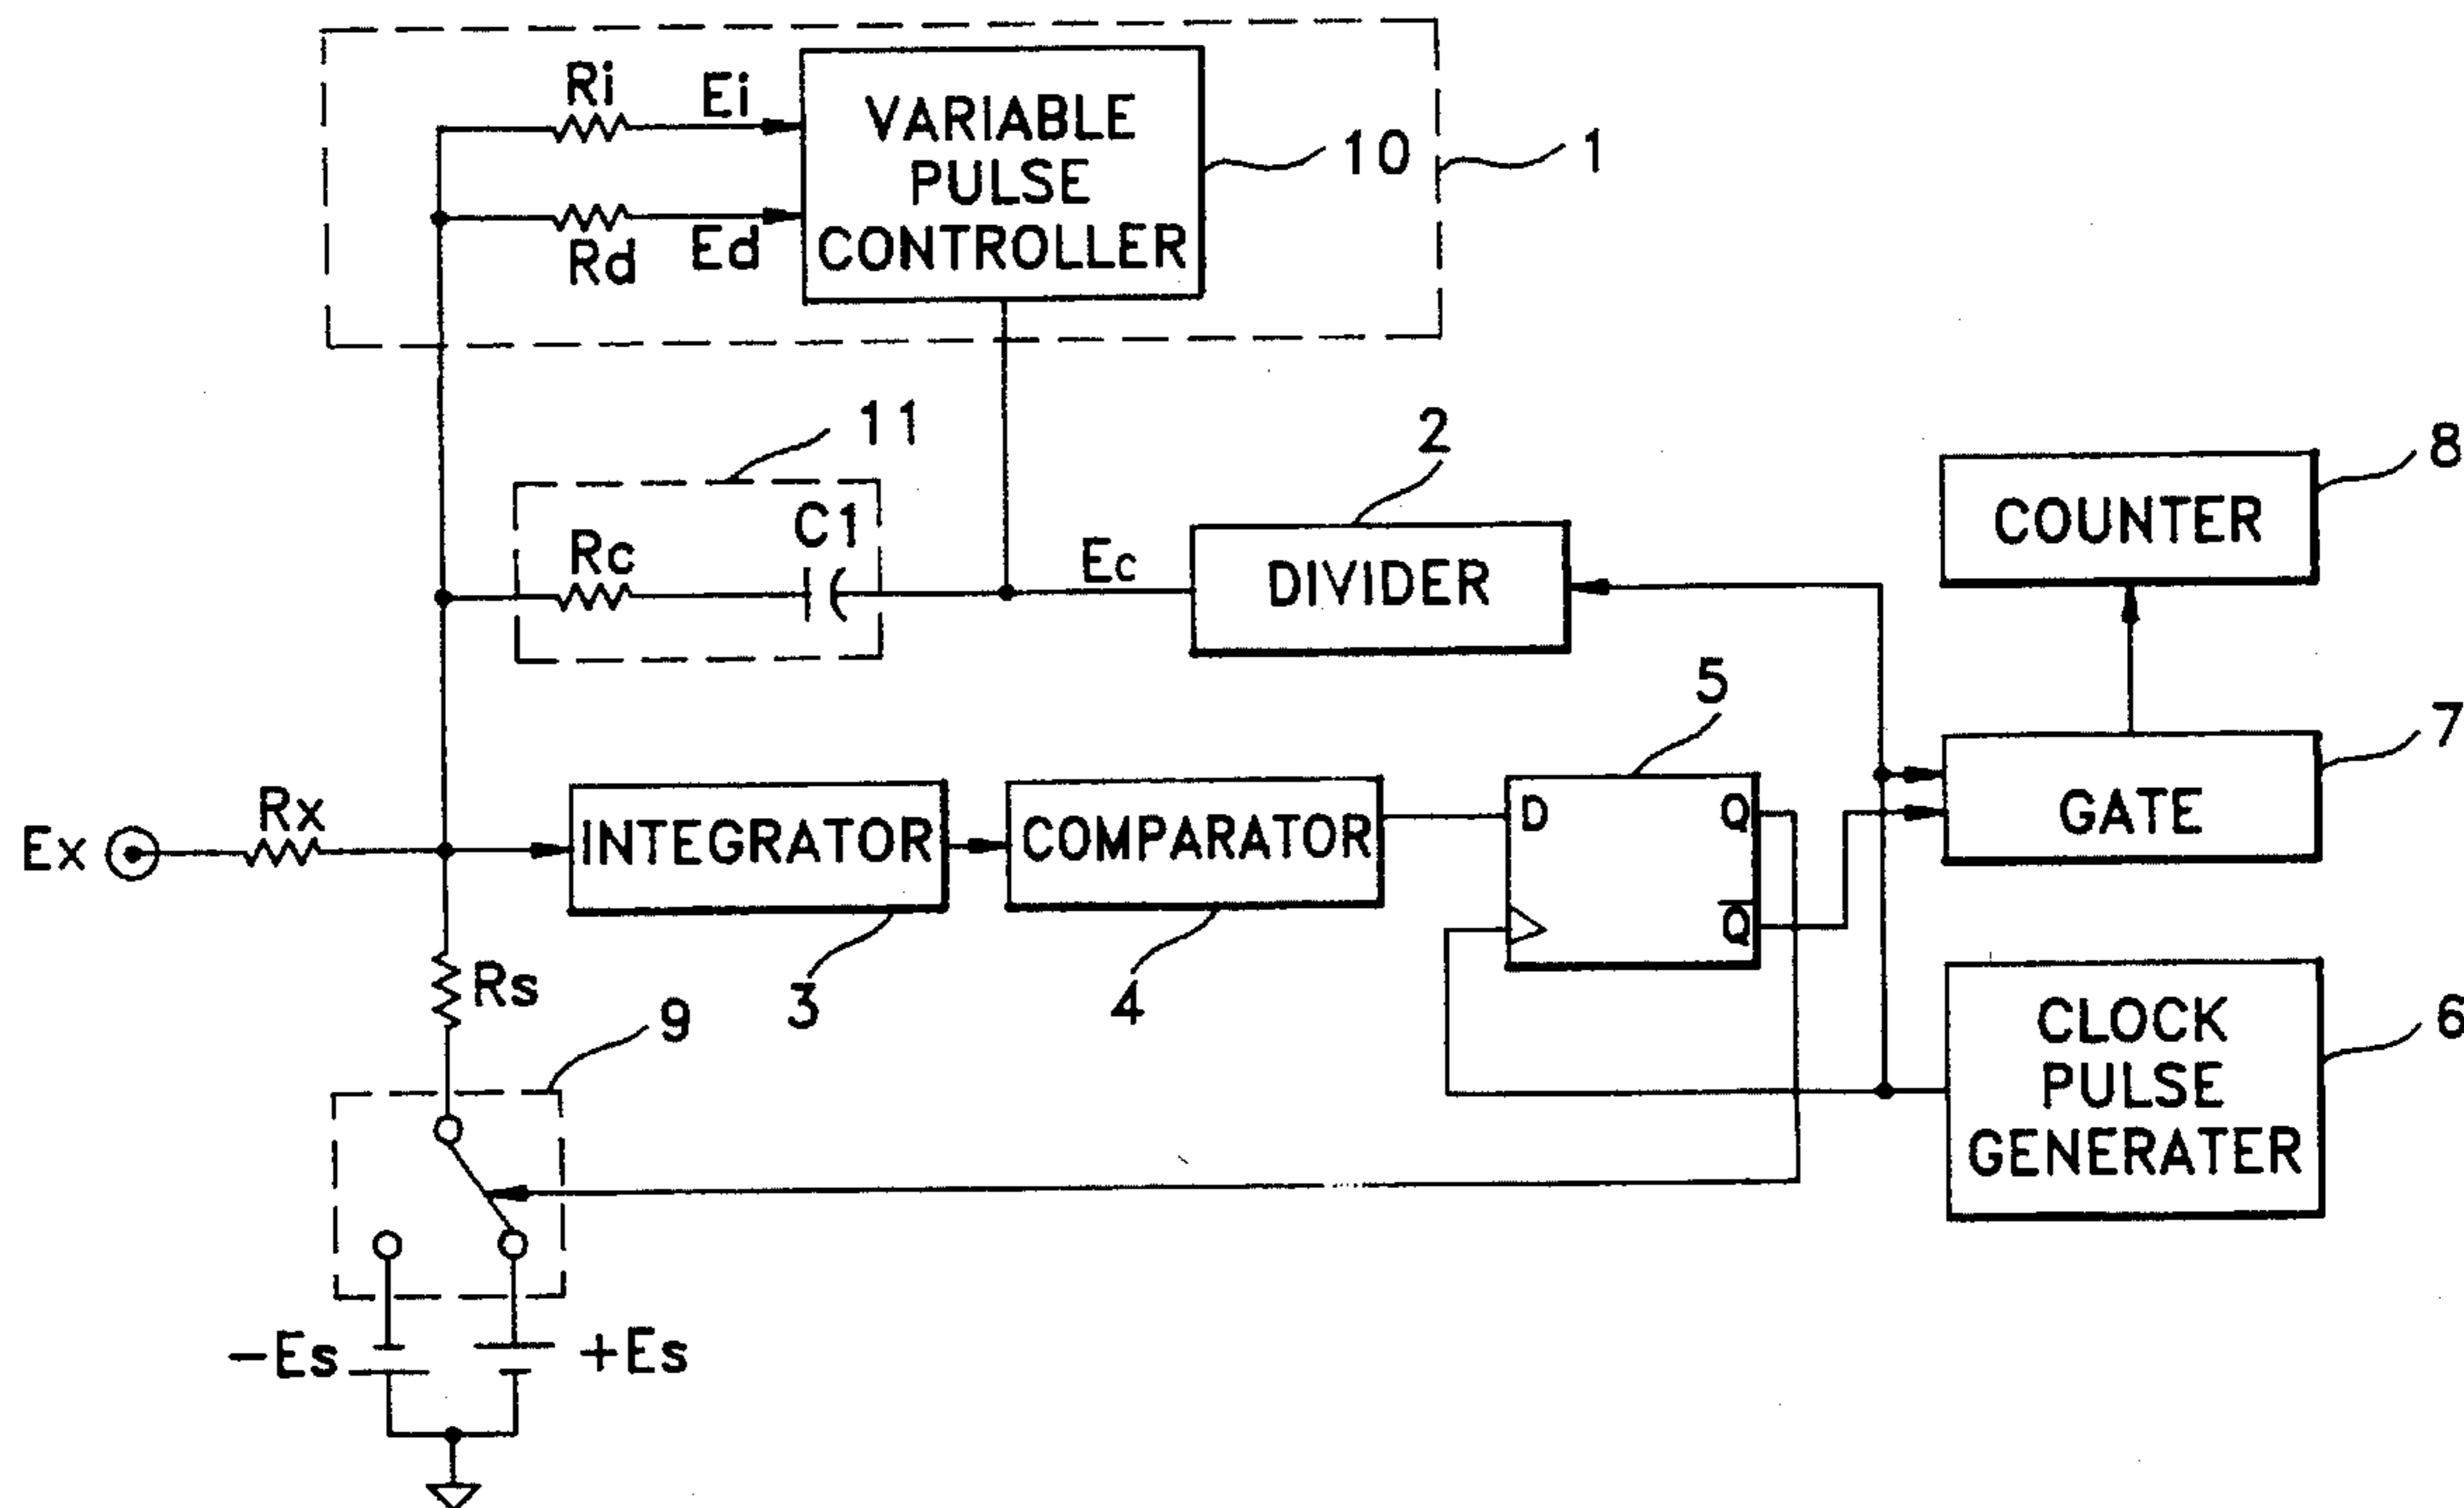 Ri
Ei
VARIABLE
PULSE
CONTROLLER
10
1
Rd
Ed
11
Rc
C1
Ec
2
DIVIDER
8
COUNTER
5
7
GATE
Ex
Rx
INTEGRATOR
COMPARATOR
D
Q
Q
3
4
Rs
9
CLOCK
PULSE
GENERATER
6
-Es
+Es